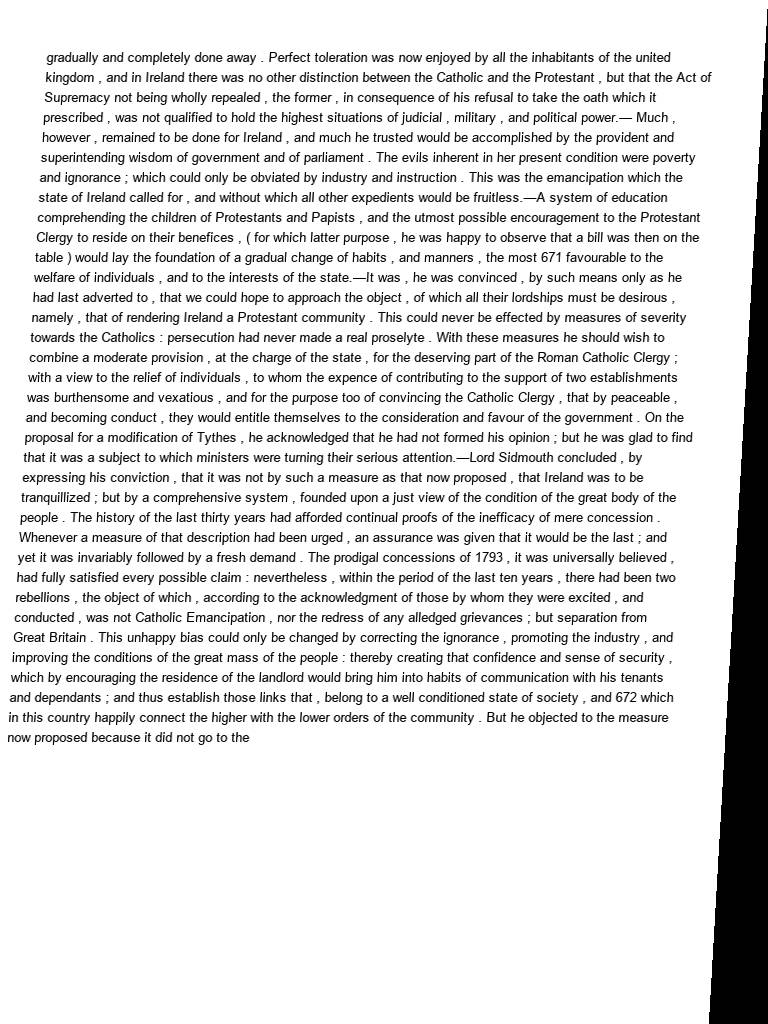 gradually and completely done away . Perfect toleration was now enjoyed by all the inhabitants of the united
kingdom , and in Ireland there was no other distinction between the Catholic and the Protestant , but that the Act of
Supremacy not being wholly repealed , the former , in consequence of his refusal to take the oath which it
prescribed , was not qualified to hold the highest situations of judicial , military , and political power.— Much ,
however , remained to be done for Ireland , and much he trusted would be accomplished by the provident and
superintending wisdom of government and of parliament . The evils inherent in her present condition were poverty
and ignorance ; which could only be obviated by industry and instruction . This was the emancipation which the
state of Ireland called for , and without which all other expedients would be fruitless.—A system of education
comprehending the children of Protestants and Papists , and the utmost possible encouragement to the Protestant
Clergy to reside on their benefices , ( for which latter purpose , he was happy to observe that a bill was then on the
table ) would lay the foundation of a gradual change of habits , and manners , the most 671 favourable to the
welfare of individuals , and to the interests of the state.—It was , he was convinced , by such means only as he
had last adverted to , that we could hope to approach the object , of which all their lordships must be desirous ,
namely , that of rendering Ireland a Protestant community . This could never be effected by measures of severity
towards the Catholics : persecution had never made a real proselyte . With these measures he should wish to
combine a moderate provision , at the charge of the state , for the deserving part of the Roman Catholic Clergy ;
with a view to the relief of individuals , to whom the expence of contributing to the support of two establishments
was burthensome and vexatious , and for the purpose too of convincing the Catholic Clergy , that by peaceable ,
and becoming conduct , they would entitle themselves to the consideration and favour of the government . On the
proposal for a modification of Tythes , he acknowledged that he had not formed his opinion ; but he was glad to find
that it was a subject to which ministers were turning their serious attention.—Lord Sidmouth concluded , by
expressing his conviction , that it was not by such a measure as that now proposed , that Ireland was to be
tranquillized ; but by a comprehensive system , founded upon a just view of the condition of the great body of the
people . The history of the last thirty years had afforded continual proofs of the inefficacy of mere concession .
Whenever a measure of that description had been urged , an assurance was given that it would be the last ; and
yet it was invariably followed by a fresh demand . The prodigal concessions of 1793 , it was universally believed ,
had fully satisfied every possible claim : nevertheless , within the period of the last ten years , there had been two
rebellions , the object of which , according to the acknowledgment of those by whom they were excited , and
conducted , was not Catholic Emancipation , nor the redress of any alledged grievances ; but separation from
Great Britain . This unhappy bias could only be changed by correcting the ignorance , promoting the industry , and
improving the conditions of the great mass of the people : thereby creating that confidence and sense of security ,
which by encouraging the residence of the landlord would bring him into habits of communication with his tenants
and dependants ; and thus establish those links that , belong to a well conditioned state of society , and 672 which
in this country happily connect the higher with the lower orders of the community . But he objected to the measure
now proposed because it did not go to the